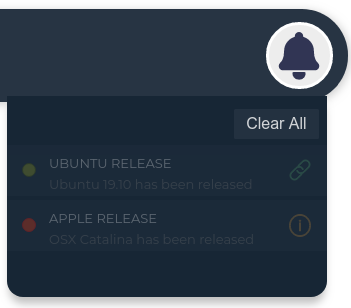 Clear All
UBUNTU RELEASE
Ubuntu 19.10 has been released
APPLE RELEASE
OSX Catalina has been released